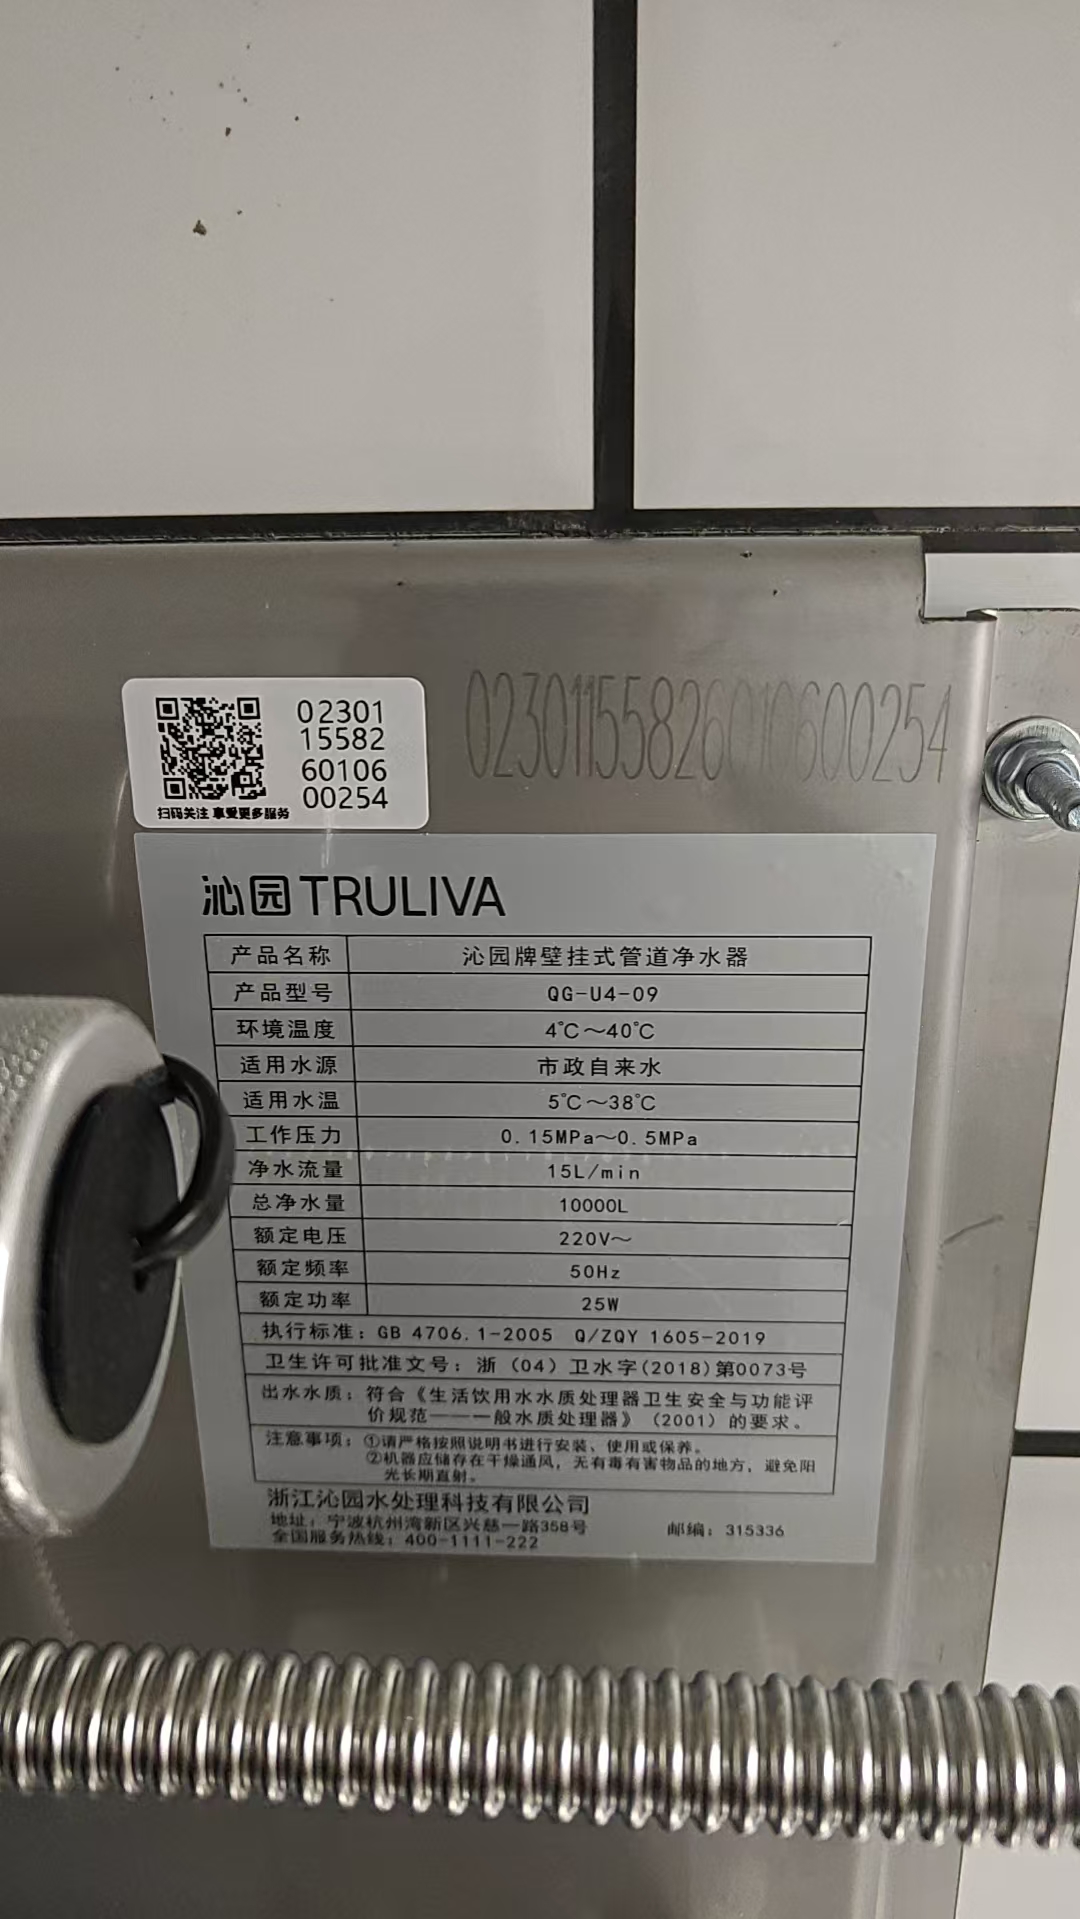 02301
15582
60106
00254
扫码关注 享受更多服务
02301155826010600254
沁园TRULIVA
产品名称 沁园牌壁挂式管道净水器
产品型号 QG-U4-09
环境温度 4℃～40℃
适用水源 市政自来水
适用水温 5℃～38℃
工作压力 0.15MPa～0.5MPa
净水流量 15L/min
总净水量 10000L
额定电压 220V～
额定频率 50Hz
额定功率 25W
执行标准：GB 4706.1-2005 Q/ZQY 1605-2019
卫生许可批准文号：浙（04）卫水字(2018)第0073号
出水水质：符合《生活饮用水水质处理器卫生安全与功能评
价规范——一般水质处理器》（2001）的要求。
注意事项：①请严格按照说明书进行安装、使用或保养。
②机器应储存在干燥通风，无有毒有害物品的地方，避免阳
光长期直射。
浙江沁园水处理科技有限公司
地址：宁波杭州湾新区兴慈一路358号 邮编：315336
全国服务热线：400-1111-222